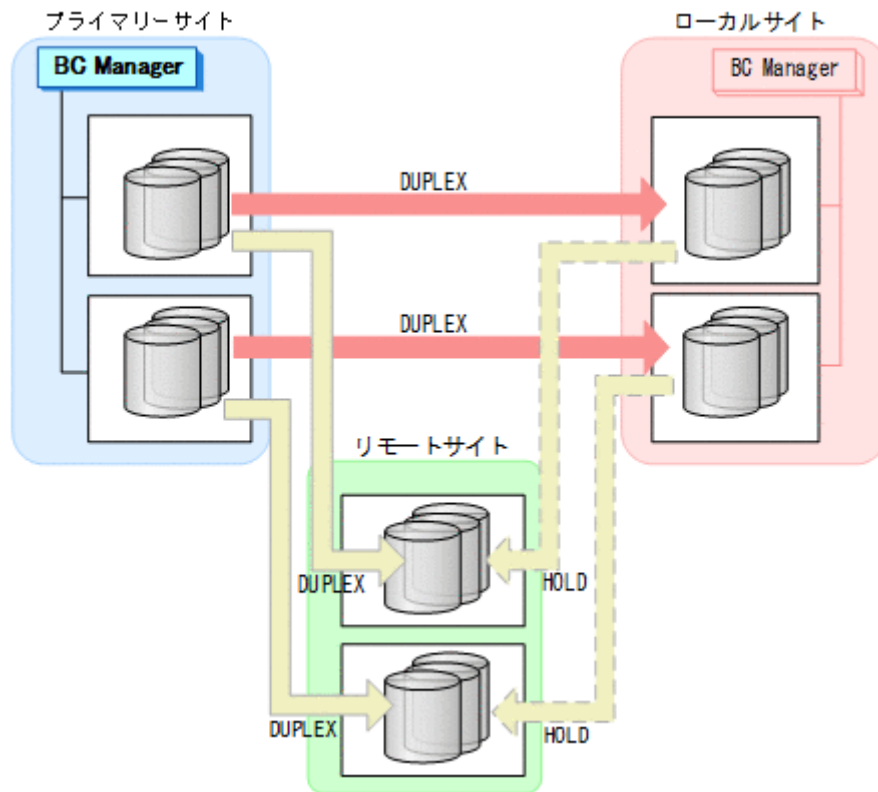 プライマリーサイト
ローカルサイト
BC Manager
BC Manager
DUPLEX
DUPLEX
リモートサイト
DUPLEX
HOLD
DUPLEX
HOLD